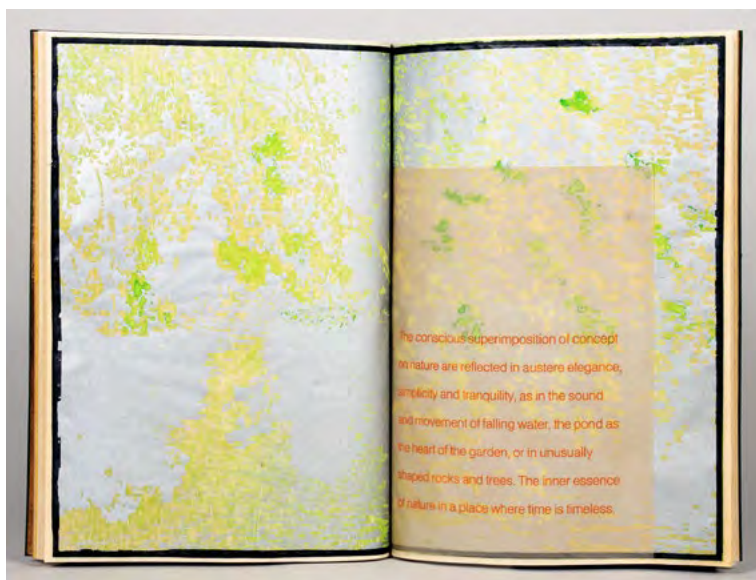 The conscious superimposition of concept
on nature are reflected in austere elegance,
simplicity and tranquility, as in the sound
and movement of falling water, the pond as
the heart of the garden, or in unusually
shaped rocks and trees. The inner essence
of nature in a place where time is timeless.